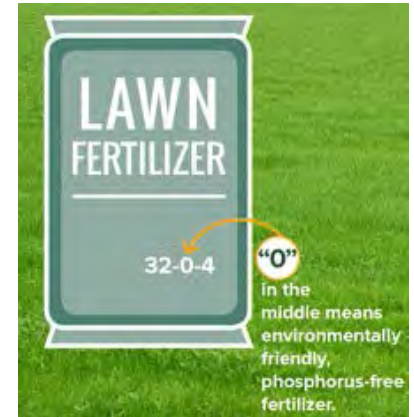 LAWN
FERTILIZER
32-0-4
“0”
in the
middle means
environmentally
friendly,
phosphorus-free
fertilizer.